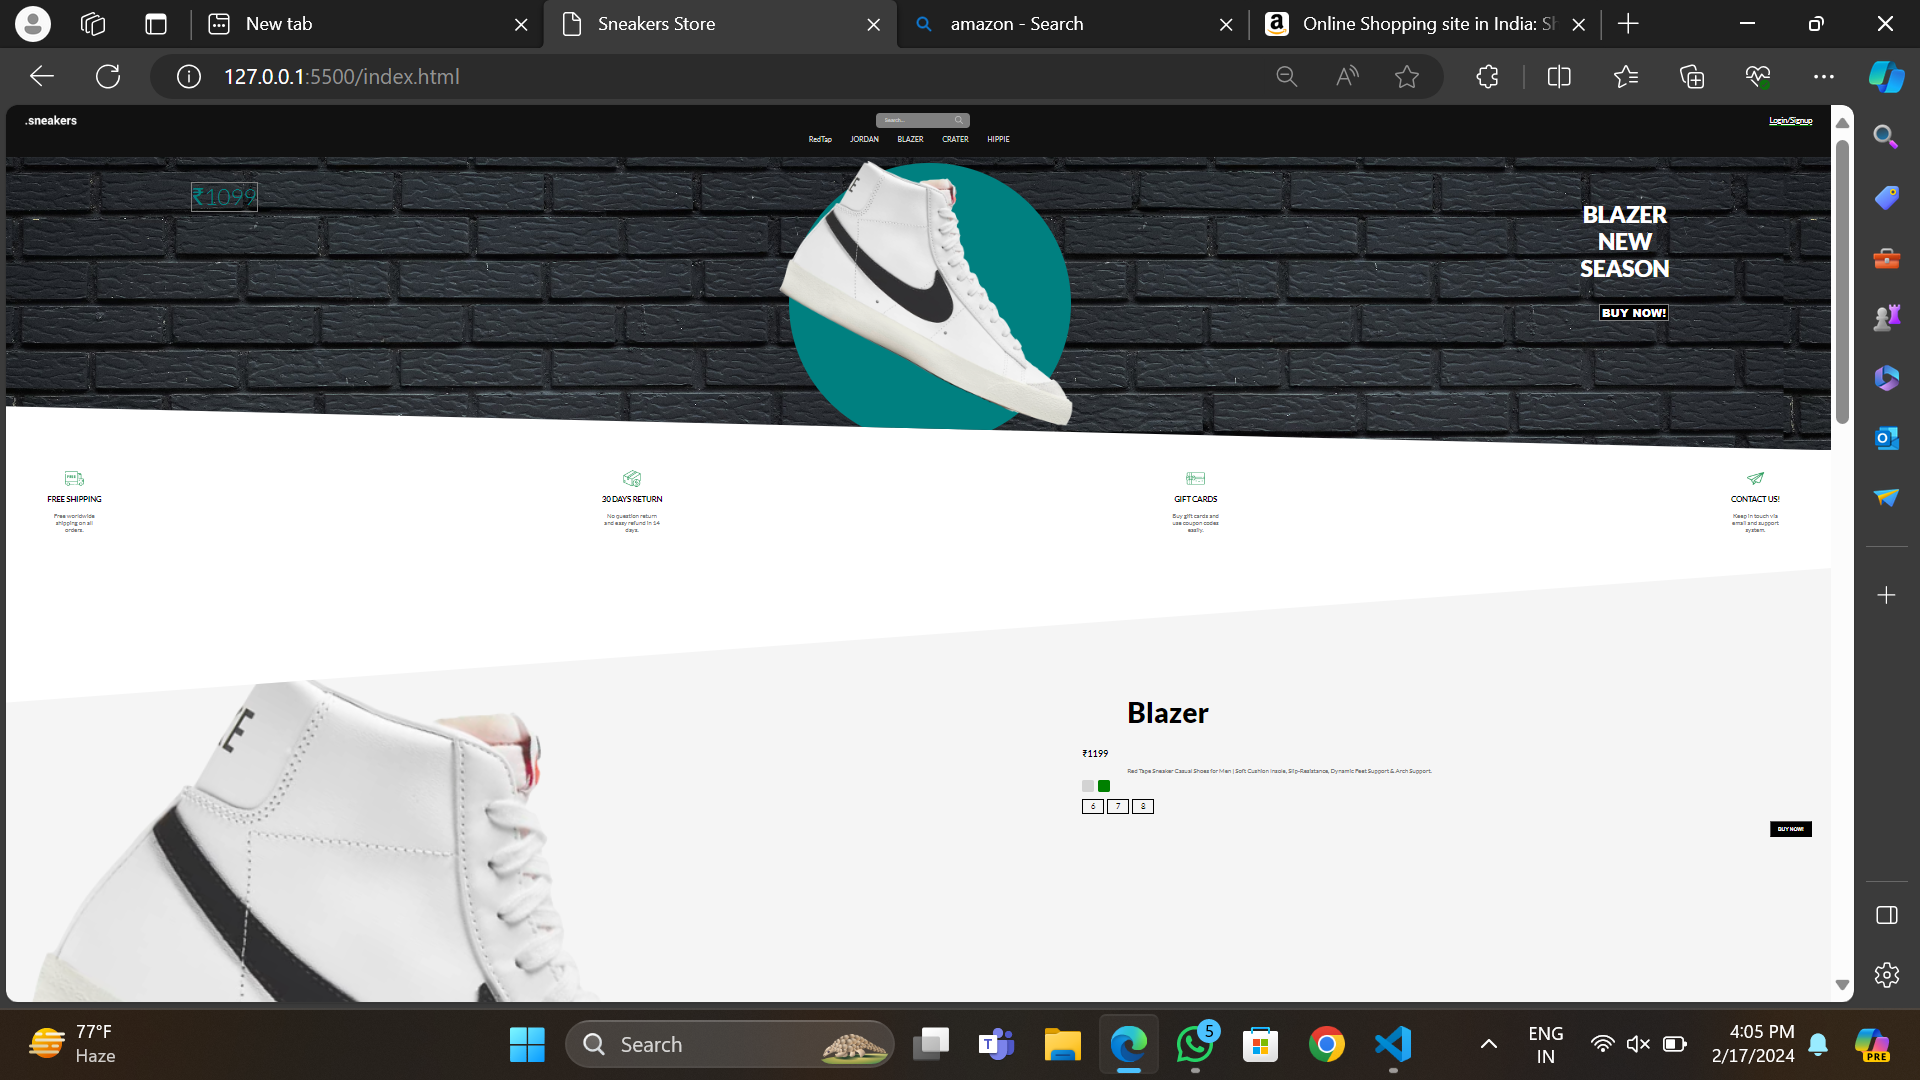 New tab
Sneakers Store
amazon - Search
Online Shopping site in India: Sh
127.0.0.1:5500/index.html
.sneakers
Search...
Login/Signup
RedTap JORDAN BLAZER CRATER HIPPIE
₹1099
BLAZER
NEW
SEASON
BUY NOW!
FREE SHIPPING
Free worldwide
shipping on all
orders.
30 DAYS RETURN
No question return
and easy refund in 14
days.
GIFT CARDS
Buy gift cards and
use coupon codes
easily.
CONTACT US!
Keep in touch via
email and support
system.
Blazer
₹1199
Red Tape Sneaker Casual Shoes for Men | Soft Cushion Insole, Slip-Resistance, Dynamic Feet Support & Arch Support.
6 7 8
BUY NOW!
77°F
Haze
Search
5
ENG
IN
4:05 PM
2/17/2024
PRE